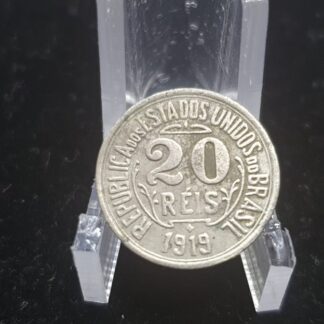 REPUBLICA DOS ESTADOS UNIDOS DO BRASIL
20
RÉIS
1919